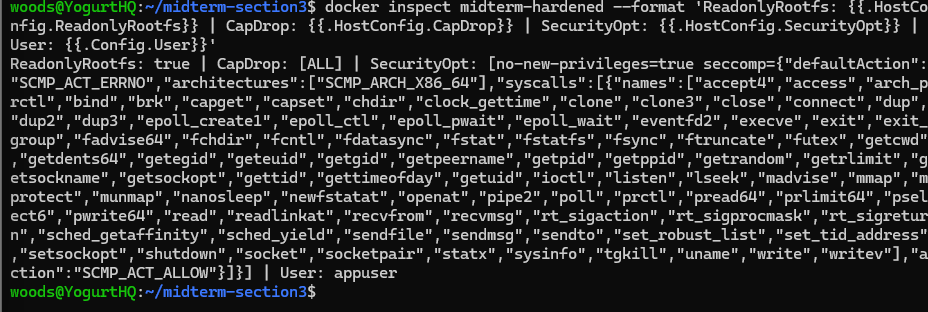 woods@YogurtHQ:~/midterm-section3$ docker inspect midterm-hardened --format 'ReadonlyRootfs: {{.HostCo
nfig.ReadonlyRootfs}} | CapDrop: {{.HostConfig.CapDrop}} | SecurityOpt: {{.HostConfig.SecurityOpt}} |
User: {{.Config.User}}'
ReadonlyRootfs: true | CapDrop: [ALL] | SecurityOpt: [no-new-privileges=true seccomp={"defaultAction":
"SCMP_ACT_ERRNO","architectures":["SCMP_ARCH_X86_64"],"syscalls":[{"names":["accept4","access","arch_p
rctl","bind","brk","capget","capset","chdir","clock_gettime","clone","clone3","close","connect","dup",
"dup2","dup3","epoll_create1","epoll_ctl","epoll_pwait","epoll_wait","eventfd2","execve","exit","exit_
group","fadvise64","fchdir","fcntl","fdatasync","fstat","fstatfs","fsync","ftruncate","futex","getcwd"
,"getdents64","getegid","geteuid","getgid","getpeername","getpid","getppid","getrandom","getrlimit","g
etsockname","getsockopt","gettid","gettimeofday","getuid","ioctl","listen","lseek","madvise","mmap","m
protect","munmap","nanosleep","newfstatat","openat","pipe2","poll","prctl","pread64","prlimit64","psel
ect6","pwrite64","read","readlinkat","recvfrom","recvmsg","rt_sigaction","rt_sigprocmask","rt_sigretur
n","sched_getaffinity","sched_yield","sendfile","sendmsg","sendto","set_robust_list","set_tid_address"
,"setsockopt","shutdown","socket","socketpair","statx","sysinfo","tgkill","uname","write","writev"],"a
ction":"SCMP_ACT_ALLOW"}]}] | User: appuser
woods@YogurtHQ:~/midterm-section3$